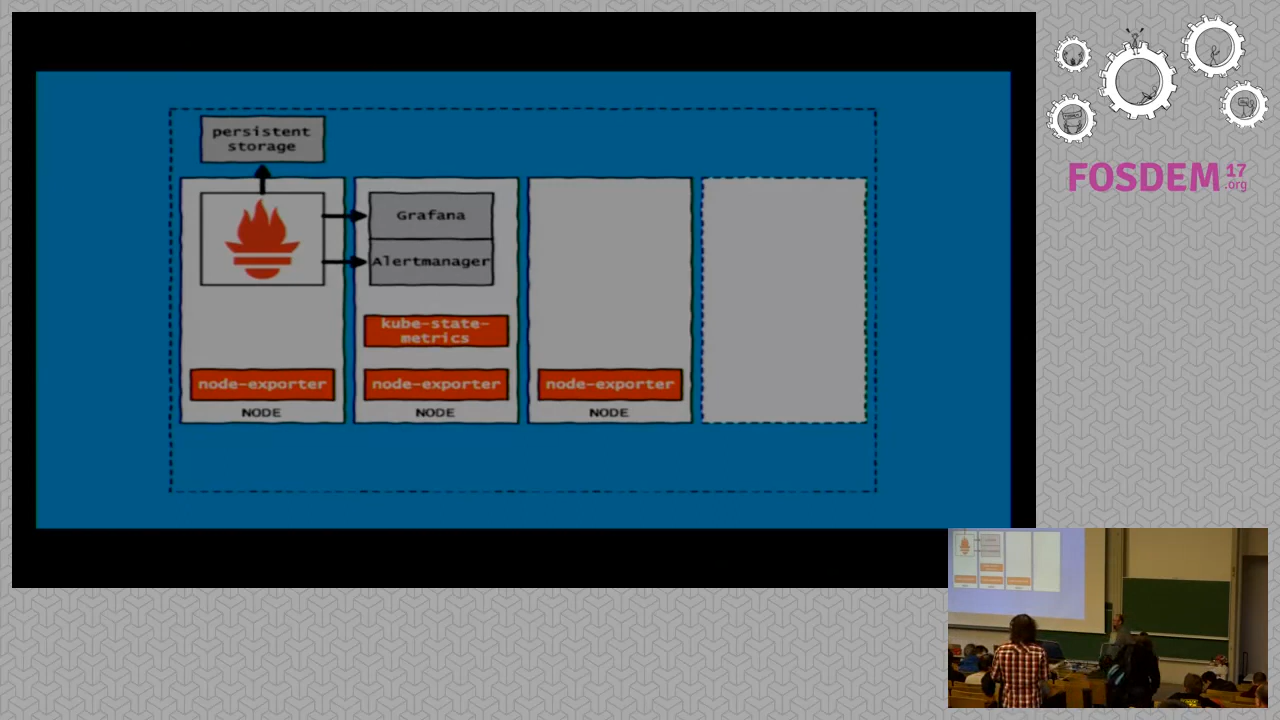 persistent
storage
Grafana
Alertmanager
kube-state-
metrics
node-exporter
node-exporter
node-exporter
NODE
NODE
NODE
FOSDEM 17
.org